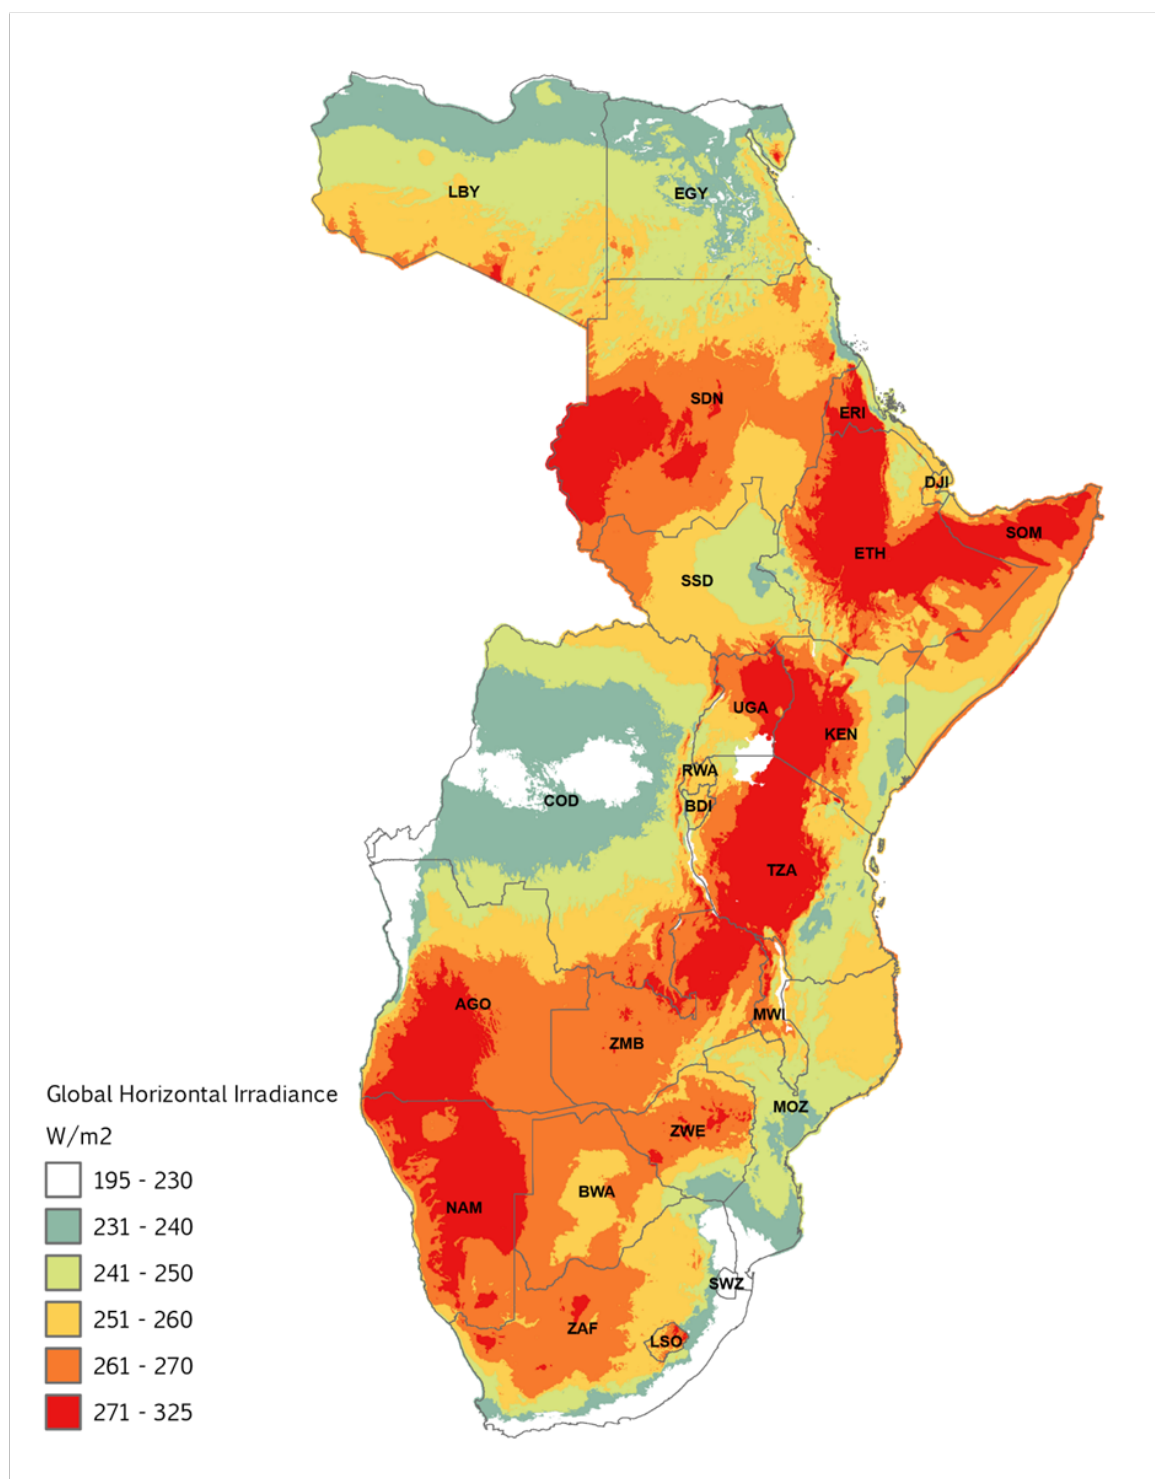 LBY
EGY
SDN
ERI
DJI
SOM
ETH
SSD
UGA
KEN
RWA
COD
BDI
TZA
AGO
MWI
ZMB
MOZ
ZWE
BWA
NAM
SWZ
ZAF
LSO
Global Horizontal Irradiance
W/m2
195 - 230
231 - 240
241 - 250
251 - 260
261 - 270
271 - 325